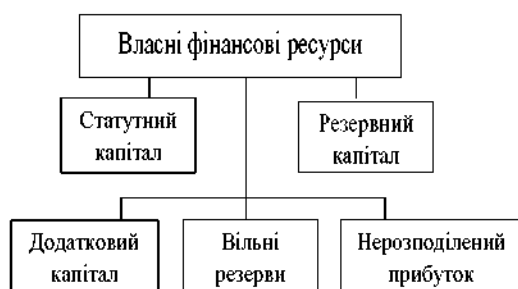 Власні фінансові ресурси
Статутний
капітал
Резервний
капітал
Додатковий
капітал
Вільні
резерви
Нерозподілений
прибуток